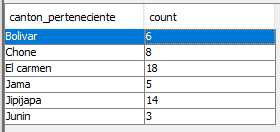 canton_perteneciente count
Bolivar 6
Chone 8
El carmen 18
Jama 5
Jipijapa 14
Junin 3